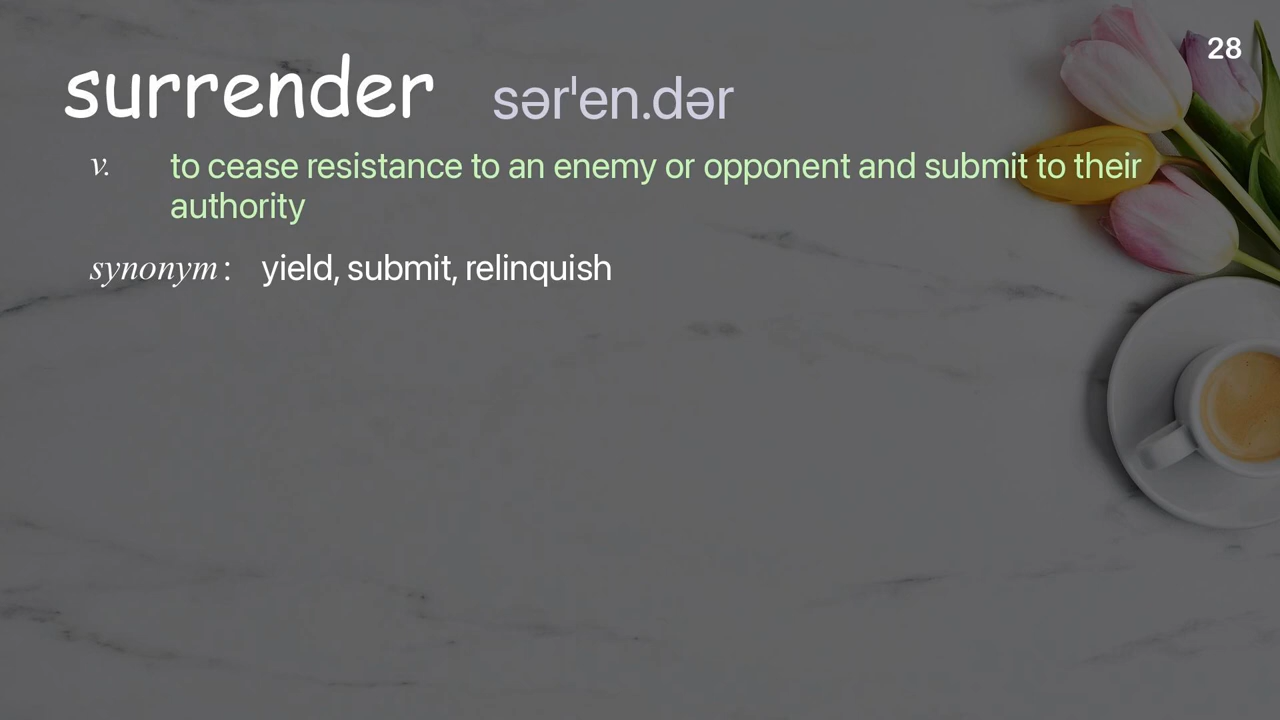 28
surrender sərˈen.dər
v. to cease resistance to an enemy or opponent and submit to their
authority
synonym : yield, submit, relinquish